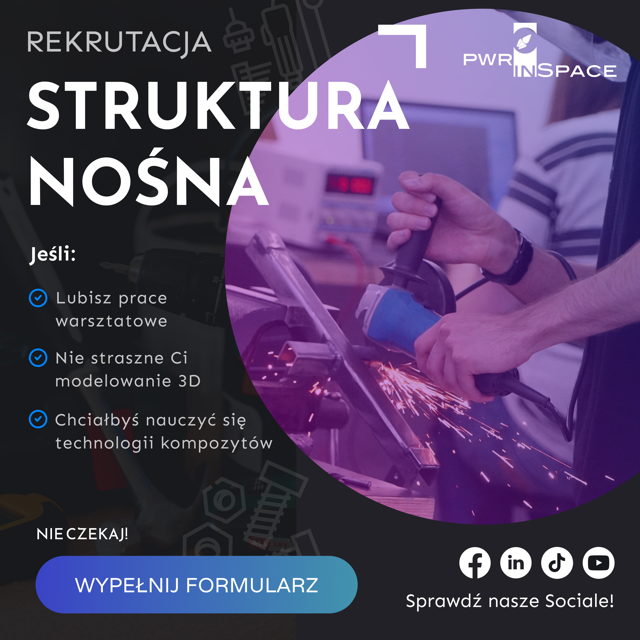 REKRUTACJA
STRUKTURA
NOŚNA
PWR
INSPACE
Jeśli:
Lubisz prace
warsztatowe
Nie straszne Ci
modelowanie 3D
Chciałbyś nauczyć się
technologii kompozytów
NIE CZEKAJ!
WYPEŁNIJ FORMULARZ
Sprawdź nasze Sociale!